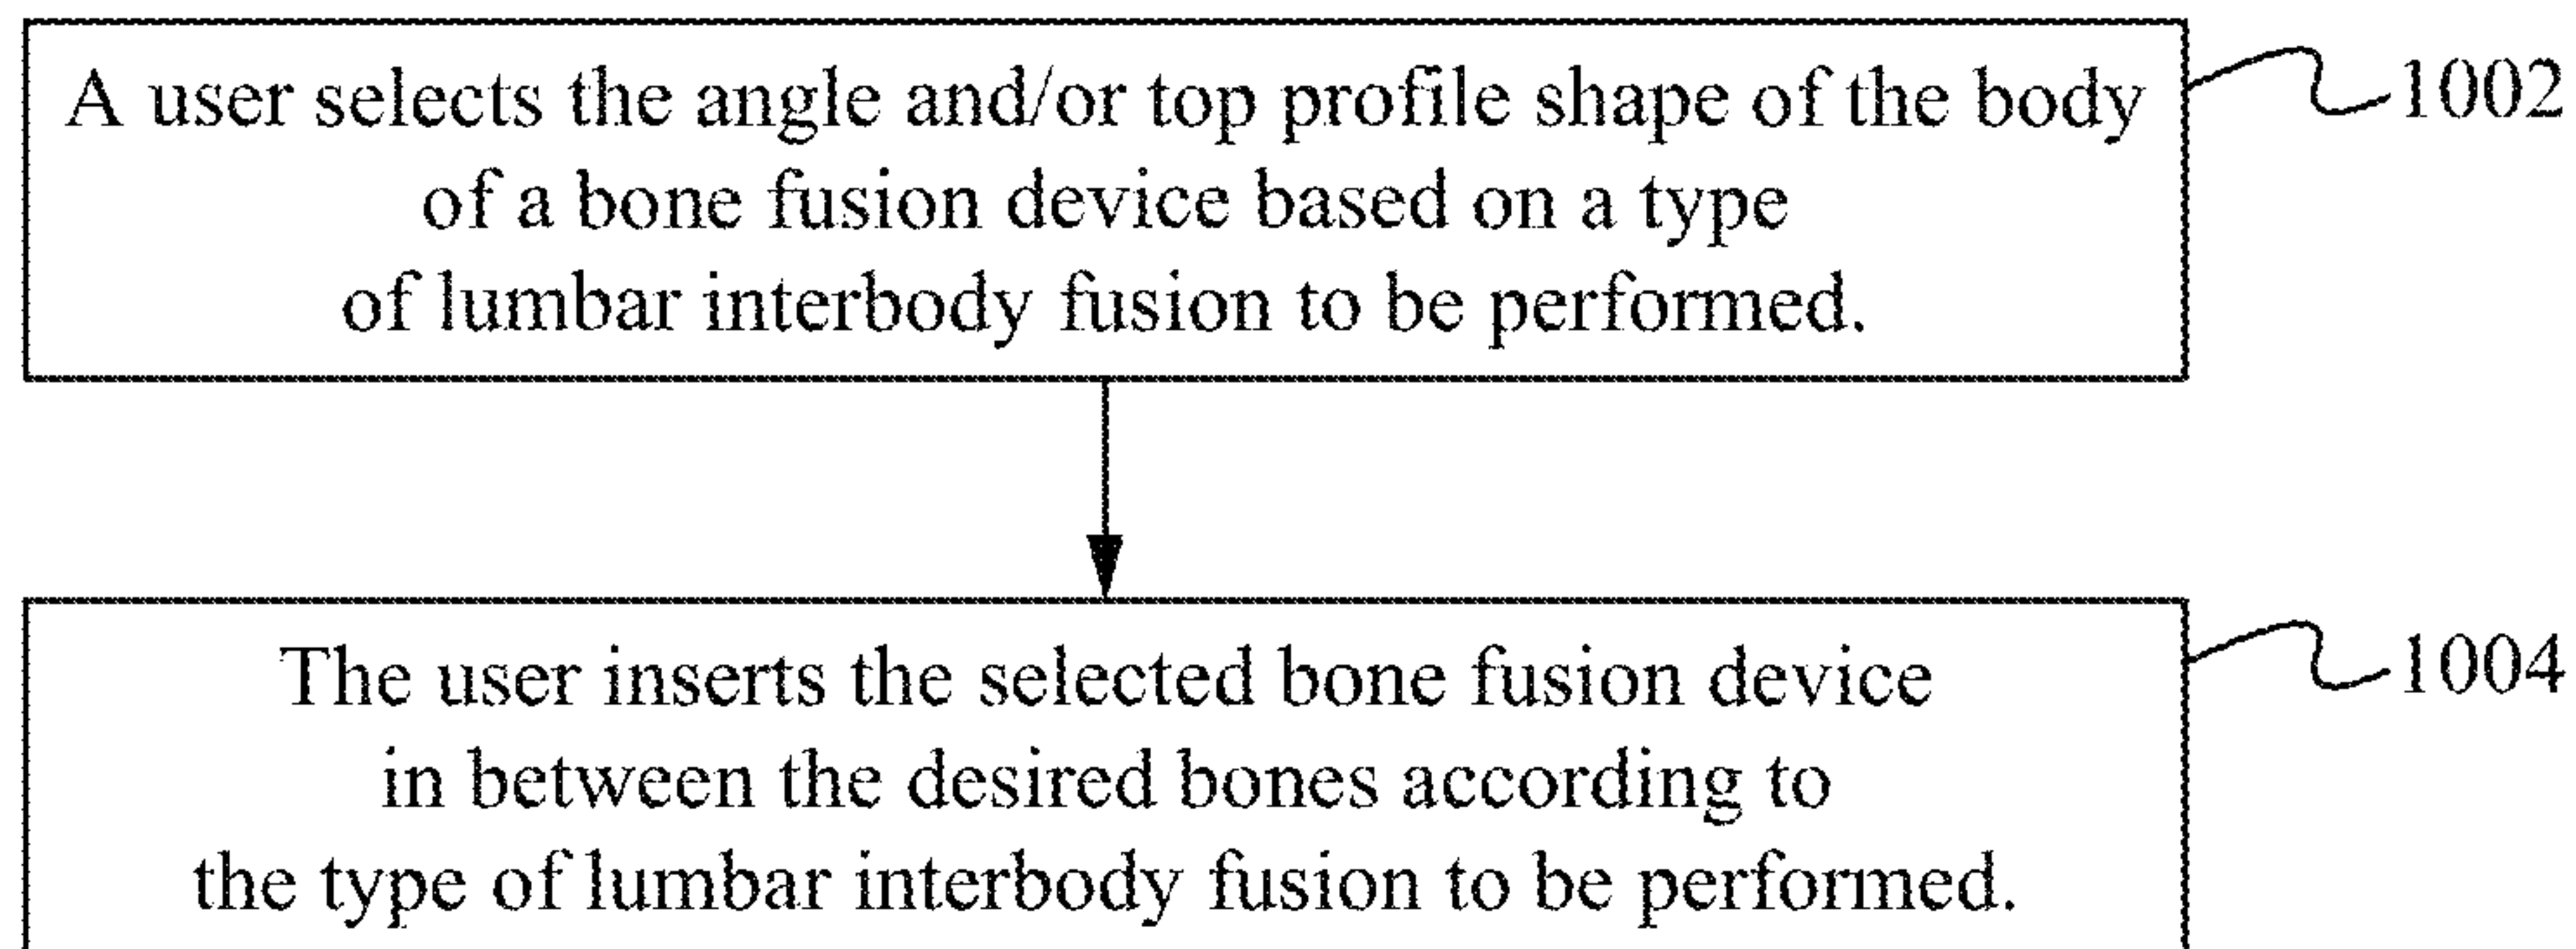 A user selects the angle and/or top profile shape of the body
of a bone fusion device based on a type
of lumbar interbody fusion to be performed.
1002
The user inserts the selected bone fusion device
in between the desired bones according to
the type of lumbar interbody fusion to be performed.
1004